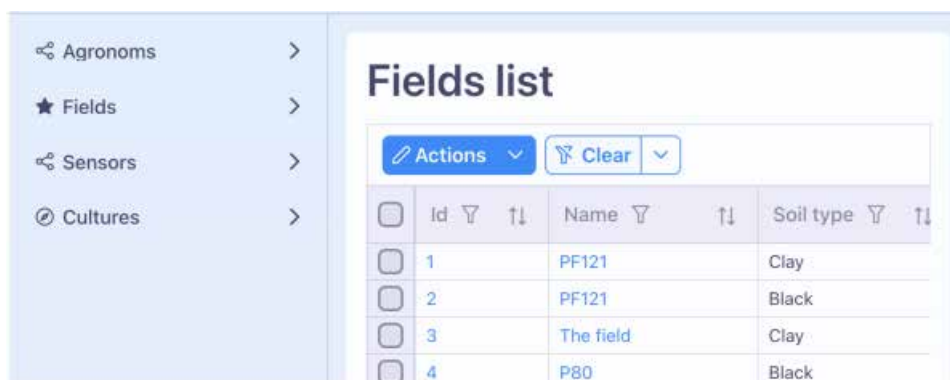 Agronoms
Fields
Sensors
Cultures
Fields list
Actions Clear
Id Name Soil type
1 PF121 Clay
2 PF121 Black
3 The field Clay
4 P80 Black